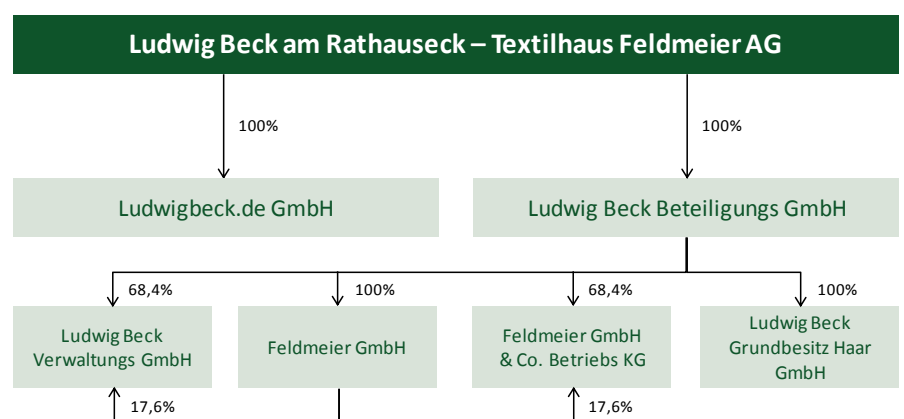 Ludwig Beck am Rathauseck – Textilhaus Feldmeier AG
100%
100%
Ludwigbeck.de GmbH
Ludwig Beck Beteiligungs GmbH
68,4%
100%
68,4%
100%
Ludwig Beck
Verwaltungs GmbH
Feldmeier GmbH
Feldmeier GmbH
& Co. Betriebs KG
Ludwig Beck
Grundbesitz Haar
GmbH
17,6%
17,6%